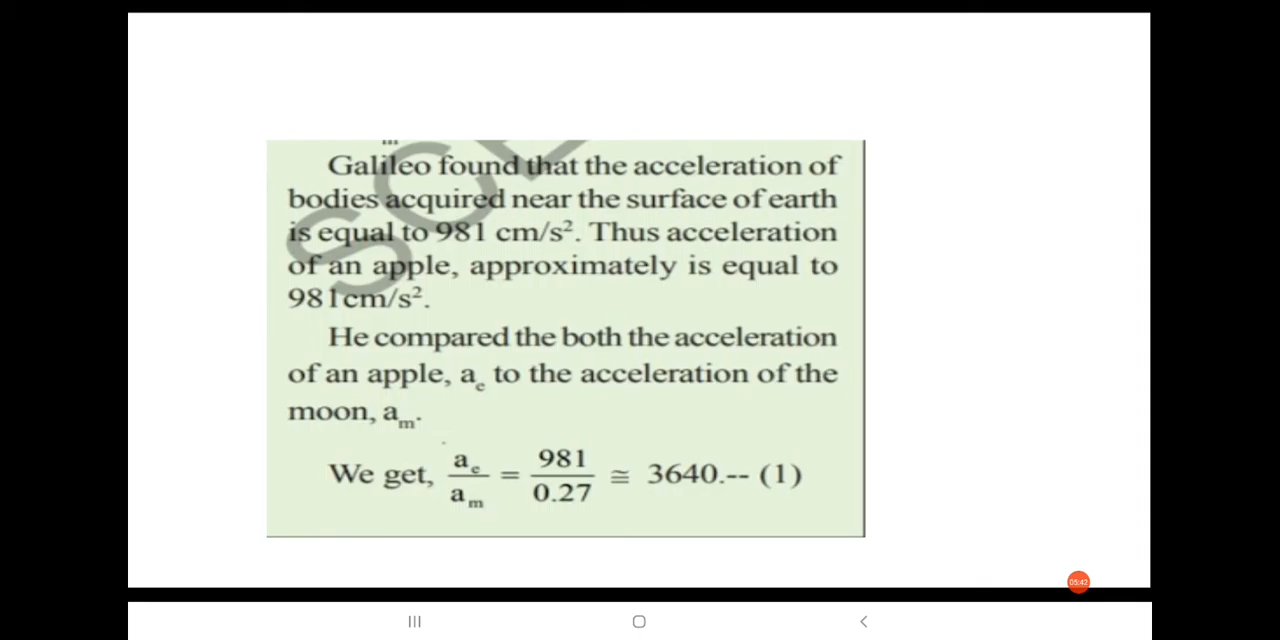 Galileo found that the acceleration of
bodies acquired near the surface of earth
is equal to 981 cm/s². Thus acceleration
of an apple, approximately is equal to
981cm/s².
He compared the both the acceleration
of an apple, aₑ to the acceleration of the
moon, aₘ.
We get, aₑ/aₘ = 981/0.27 ≅ 3640.-- (1)
05:42